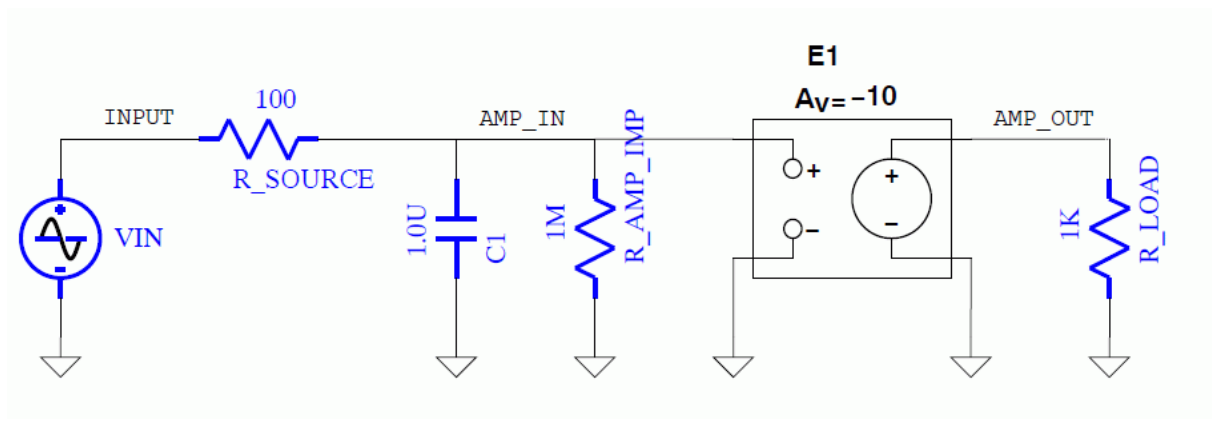 E1
AV= −10
INPUT
100
R_SOURCE
AMP_IN
AMP_OUT
VIN
1.0U
C1
1M
R_AMP_IMP
+
−
+
−
1K
R_LOAD